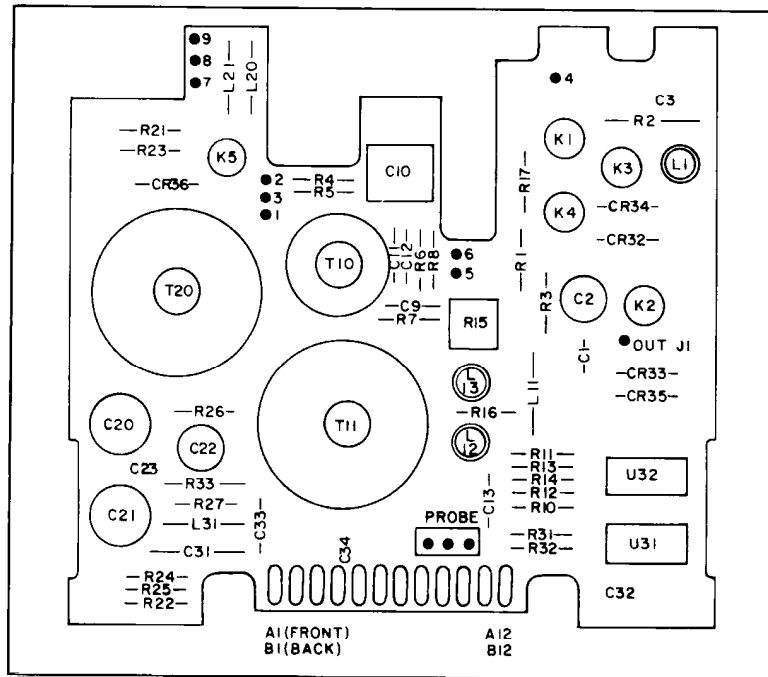 9
8
7
L21
L20
4
C3
R2
R21
R23
K5
CR36
2
3
1
R4
R5
C10
R17
K1
K3
L1
K4
CR34
CR32
T20
T10
C11
C12
R6
R8
6
5
R1
C9
R7
R15
R3
C2
K2
OUT J1
C1
CR33
CR35
L13
L11
R16
L12
C20
R26
C22
T11
C23
R33
R27
L31
C31
C33
C21
C34
PROBE
C13
R11
R13
R14
R12
R10
R31
R32
U32
U31
C32
R24
R25
R22
A1(FRONT)
B1(BACK)
A12
B12